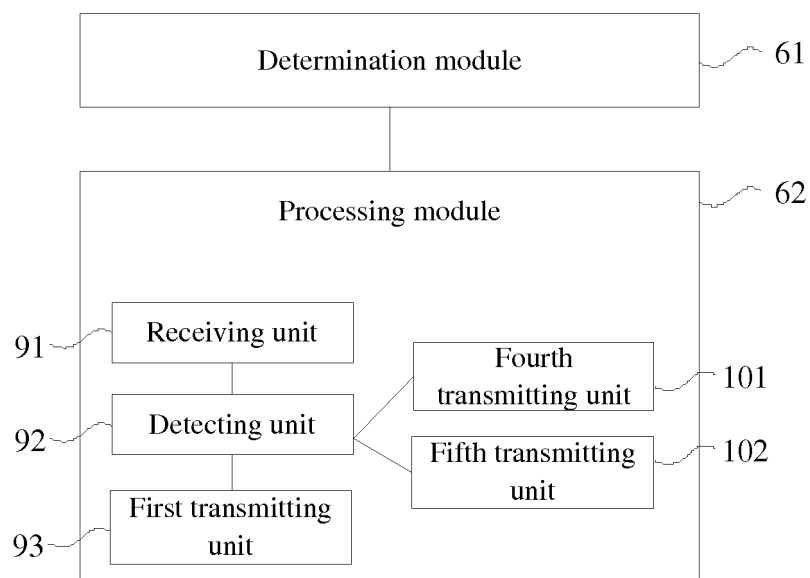 Determination module
61
Processing module
62
91
Receiving unit
Fourth
transmitting unit
101
92
Detecting unit
Fifth transmitting
unit
102
93
First transmitting
unit